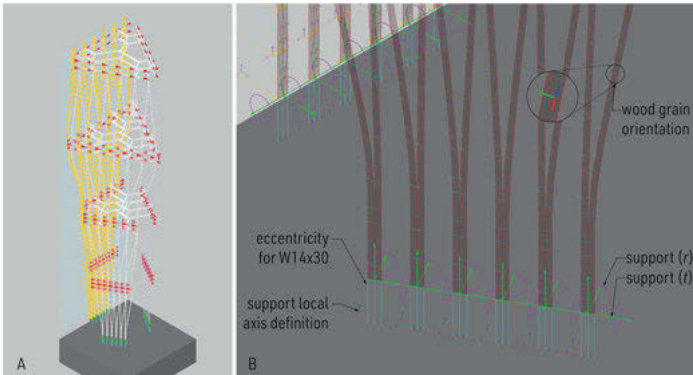 wood grain
orientation
eccentricity
for W14x30
support (r)
support (t)
support local
axis definition
A
B